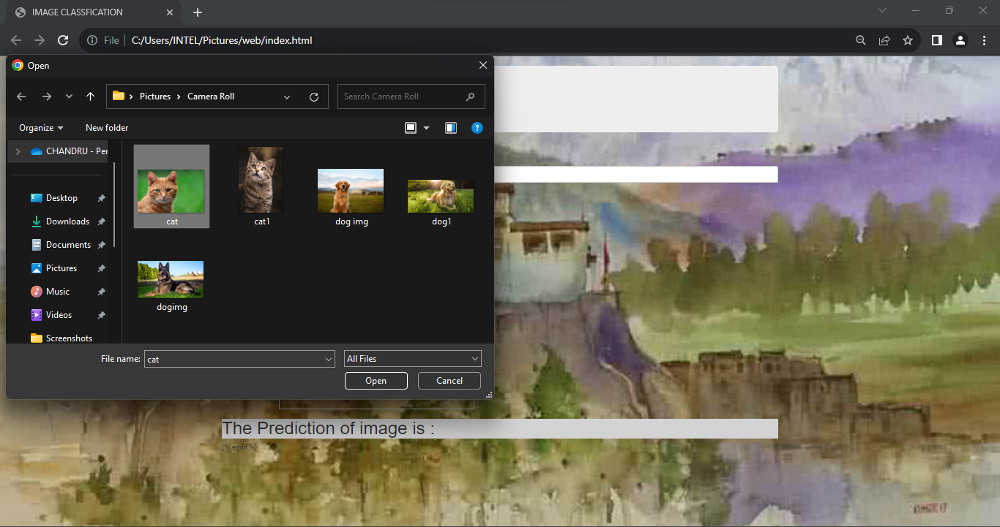 IMAGE CLASSFICATION
File
C:/Users/INTEL/Pictures/web/index.html
Open
Pictures
Camera Roll
Search Camera Roll
Organize
New folder
?
CHANDRU - Per
Desktop
Downloads
Documents
Pictures
Music
Videos
Screenshots
cat
cat1
dog img
dog1
dogimg
File name:
cat
All Files
Open
Cancel
The Prediction of image is :
{% endif %}